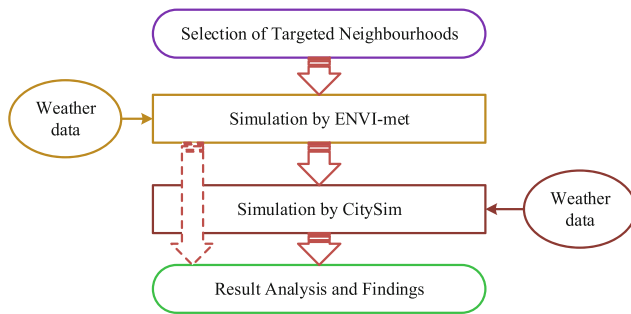 Selection of Targeted Neighbourhoods
Weather
data
Simulation by ENVI-met
Simulation by CitySim
Weather
data
Result Analysis and Findings